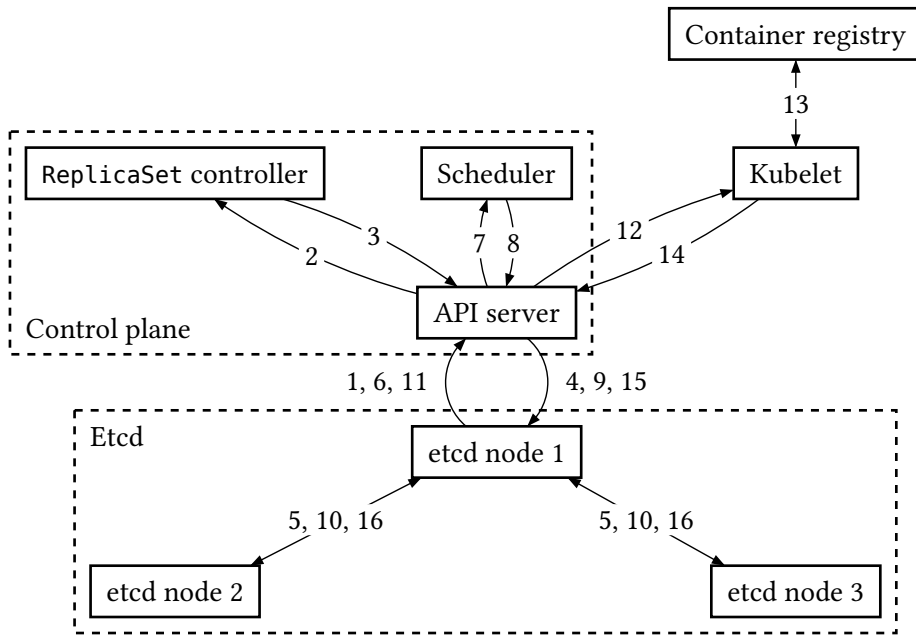 Container registry
13
ReplicaSet controller
Scheduler
Kubelet
3
2
7
8
12
14
API server
Control plane
1, 6, 11
4, 9, 15
Etcd
etcd node 1
5, 10, 16
5, 10, 16
etcd node 2
etcd node 3